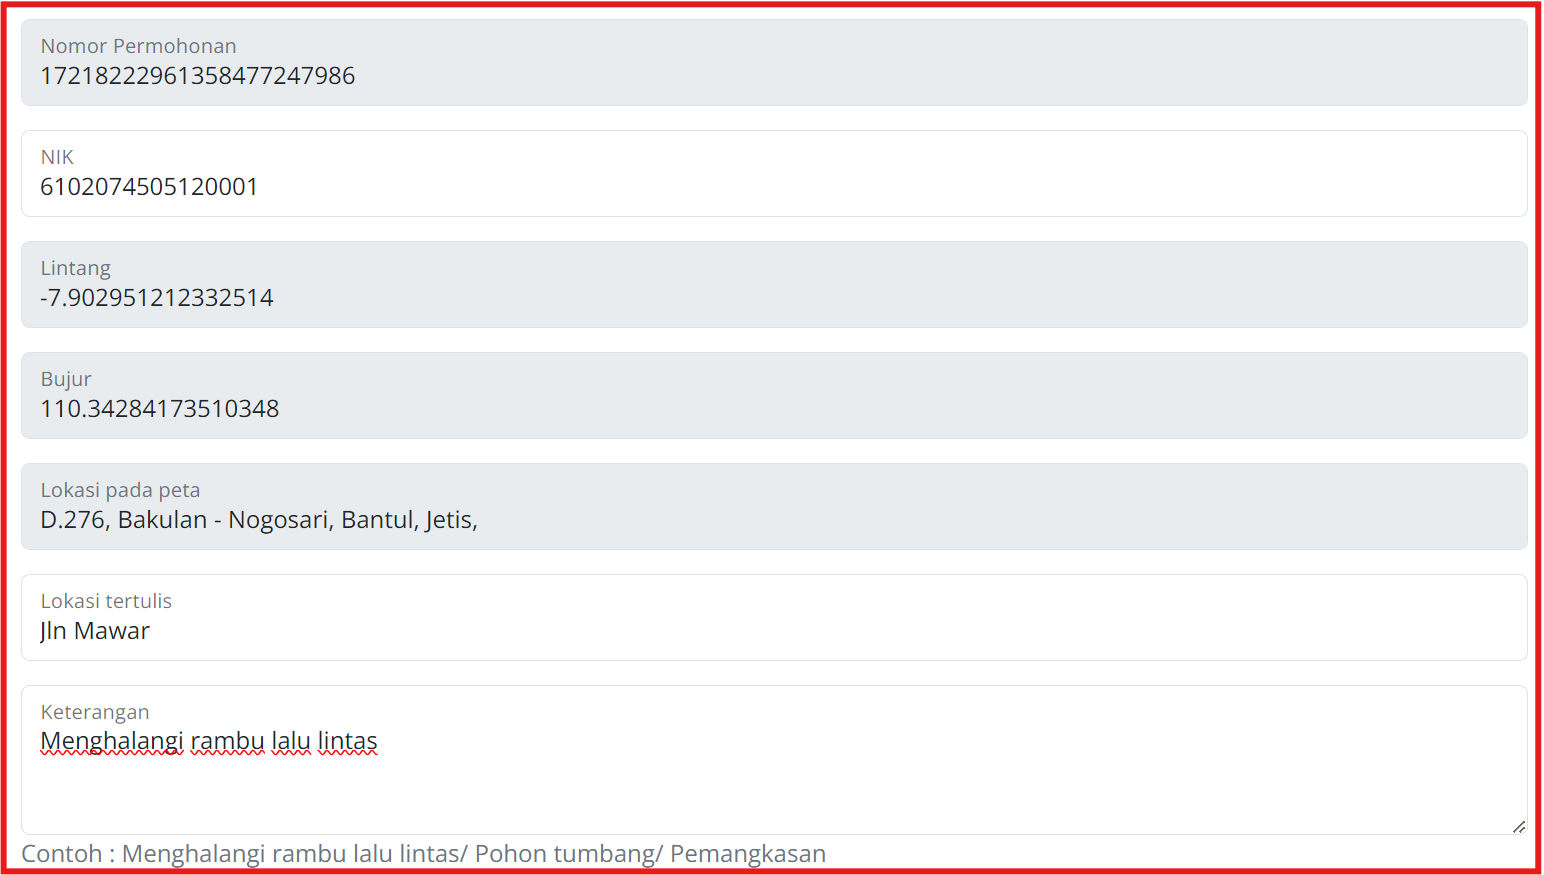 Nomor Permohonan
17218222961358477247986
NIK
6102074505120001
Lintang
-7.902951212332514
Bujur
110.34284173510348
Lokasi pada peta
D.276, Bakulan - Nogosari, Bantul, Jetis,
Lokasi tertulis
Jln Mawar
Keterangan
Menghalangi rambu lalu lintas
Contoh : Menghalangi rambu lalu lintas/ Pohon tumbang/ Pemangkasan